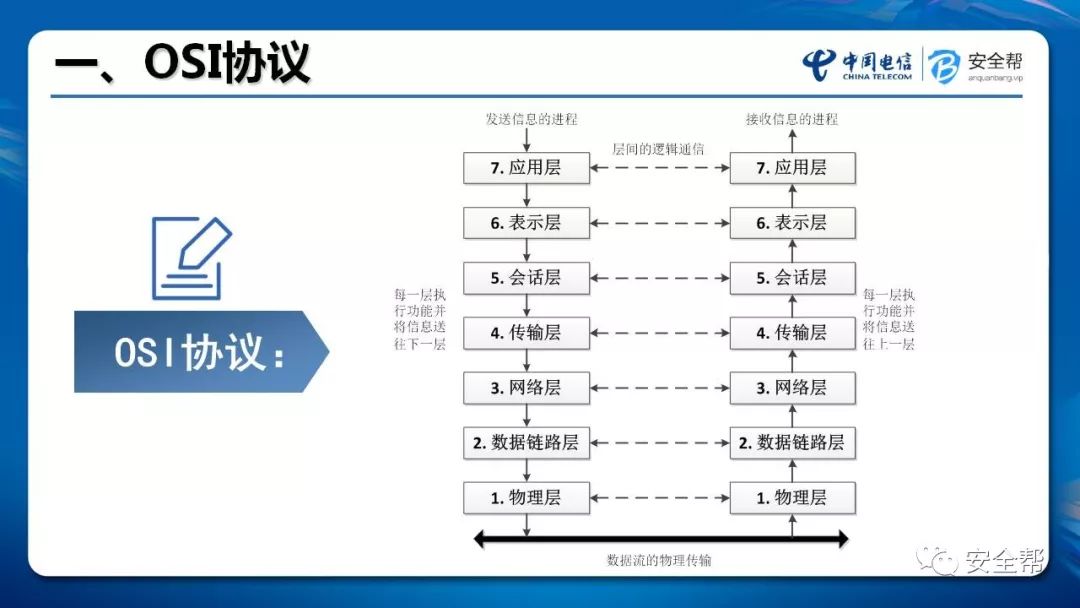 一、OSI协议
中国电信
CHINA TELECOM
安全帮
anquanbang.vip
发送信息的进程
接收信息的进程
层间的逻辑通信
7. 应用层
7. 应用层
6. 表示层
6. 表示层
5. 会话层
5. 会话层
每一层执
行功能并
将信息送
往下一层
4. 传输层
4. 传输层
每一层执
行功能并
将信息送
往上一层
OSI协议：
3. 网络层
3. 网络层
2. 数据链路层
2. 数据链路层
1. 物理层
1. 物理层
数据流的物理传输
安全帮